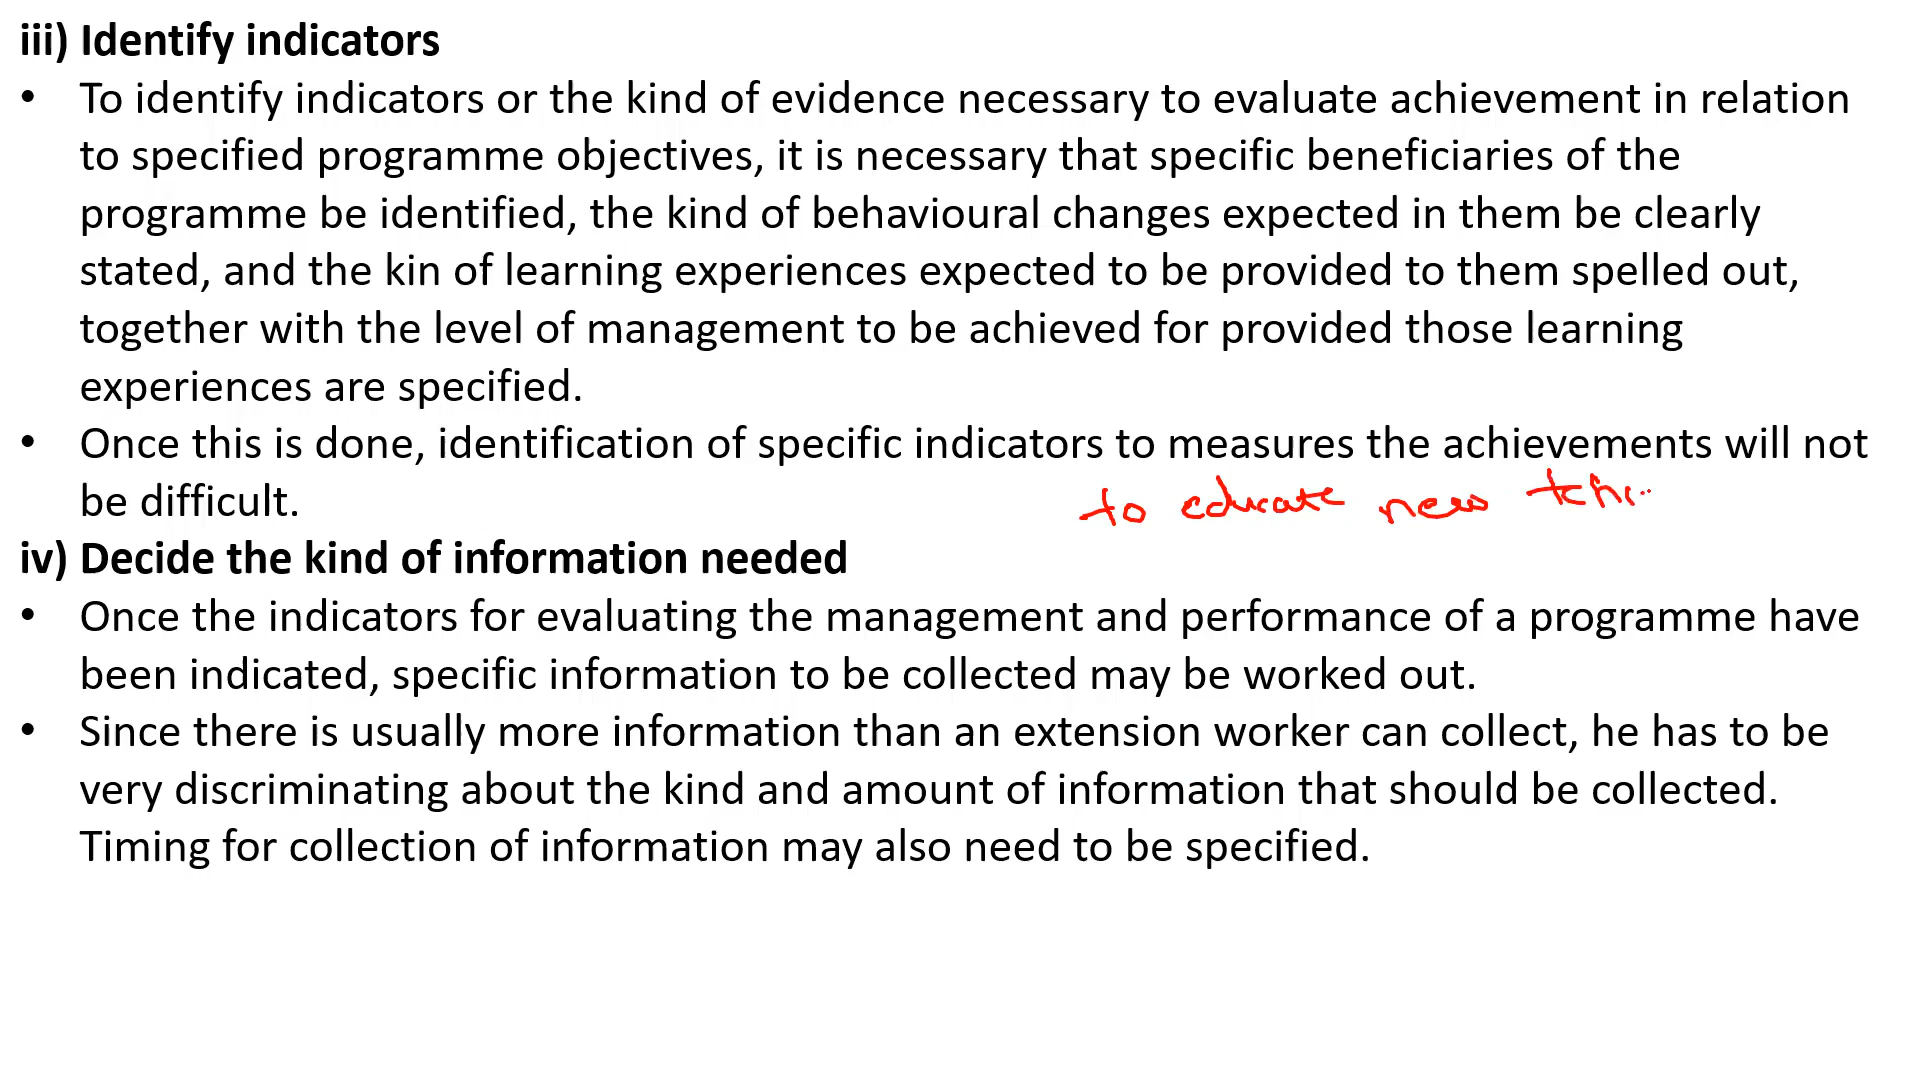 iii) Identify indicators
• To identify indicators or the kind of evidence necessary to evaluate achievement in relation
to specified programme objectives, it is necessary that specific beneficiaries of the
programme be identified, the kind of behavioural changes expected in them be clearly
stated, and the kin of learning experiences expected to be provided to them spelled out,
together with the level of management to be achieved for provided those learning
experiences are specified.
• Once this is done, identification of specific indicators to measures the achievements will not
be difficult.
to educate new
iv) Decide the kind of information needed
• Once the indicators for evaluating the management and performance of a programme have
been indicated, specific information to be collected may be worked out.
• Since there is usually more information than an extension worker can collect, he has to be
very discriminating about the kind and amount of information that should be collected.
Timing for collection of information may also need to be specified.